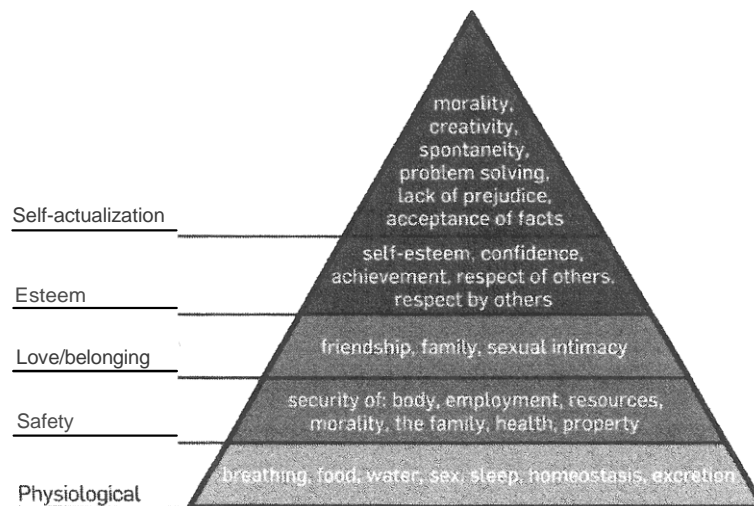 morality,
creativity,
spontaneity,
problem solving,
lack of prejudice,
acceptance of facts
Self-actualization
self-esteem, confidence,
achievement, respect of others,
respect by others
Esteem
friendship, family, sexual intimacy
Love/belonging
security of: body, employment, resources,
morality, the family, health, property
Safety
breathing, food, water, sex, sleep, homeostasis, excretion
Physiological